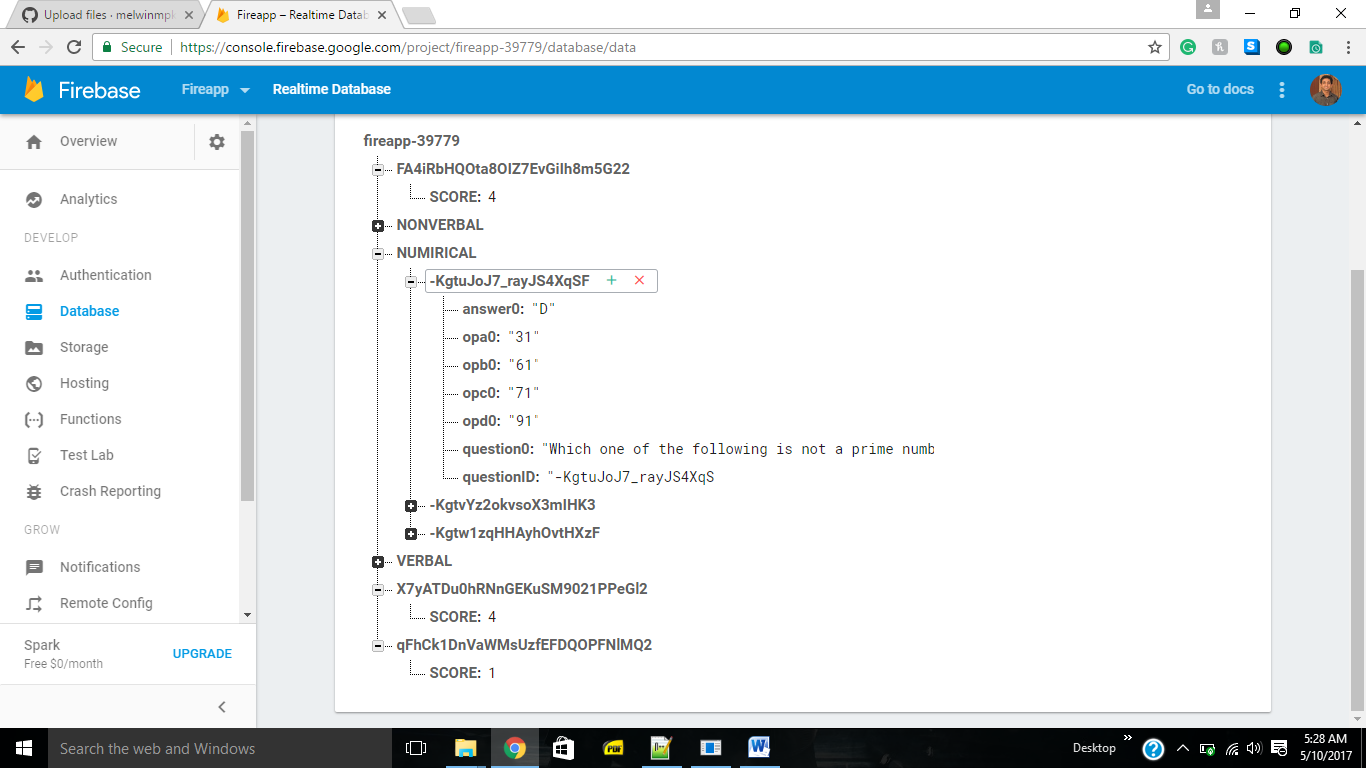 Upload files · melwinmpk
Fireapp – Realtime Datab
Secure https://console.firebase.google.com/project/fireapp-39779/database/data
Firebase Fireapp Realtime Database Go to docs
Overview
Analytics
DEVELOP
Authentication
Database
Storage
Hosting
Functions
Test Lab
Crash Reporting
GROW
Notifications
Remote Config
Spark
Free $0/month
UPGRADE
fireapp-39779
FA4iRbHQOta8OIZ7EvGiIh8m5G22
SCORE: 4
NONVERBAL
NUMIRICAL
-KgtuJoJ7_rayJS4XqSF
answer0: "D"
opa0: "31"
opb0: "61"
opc0: "71"
opd0: "91"
question0: "Which one of the following is not a prime numb
questionID: "-KgtuJoJ7_rayJS4XqS
-KgtvYz2okvsoX3mIHK3
-Kgtw1zqHHAyhOvtHXzF
VERBAL
X7yATDu0hRNnGEKuSM9021PPeGl2
SCORE: 4
qFhCk1DnVaWMsUzfEFDQOPFNlMQ2
SCORE: 1
Search the web and Windows
PDF
Desktop
5:28 AM
5/10/2017